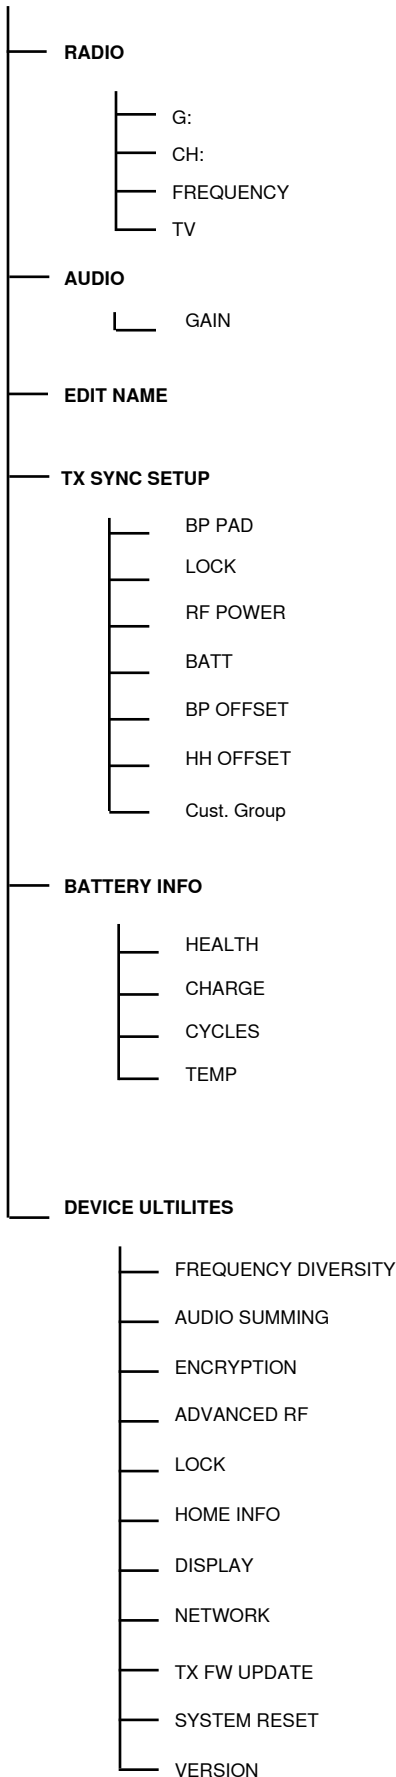 RADIO
G:
CH:
FREQUENCY
TV
AUDIO
GAIN
EDIT NAME
TX SYNC SETUP
BP PAD
LOCK
RF POWER
BATT
BP OFFSET
HH OFFSET
Cust. Group
BATTERY INFO
HEALTH
CHARGE
CYCLES
TEMP
DEVICE ULTILITES
FREQUENCY DIVERSITY
AUDIO SUMMING
ENCRYPTION
ADVANCED RF
LOCK
HOME INFO
DISPLAY
NETWORK
TX FW UPDATE
SYSTEM RESET
VERSION